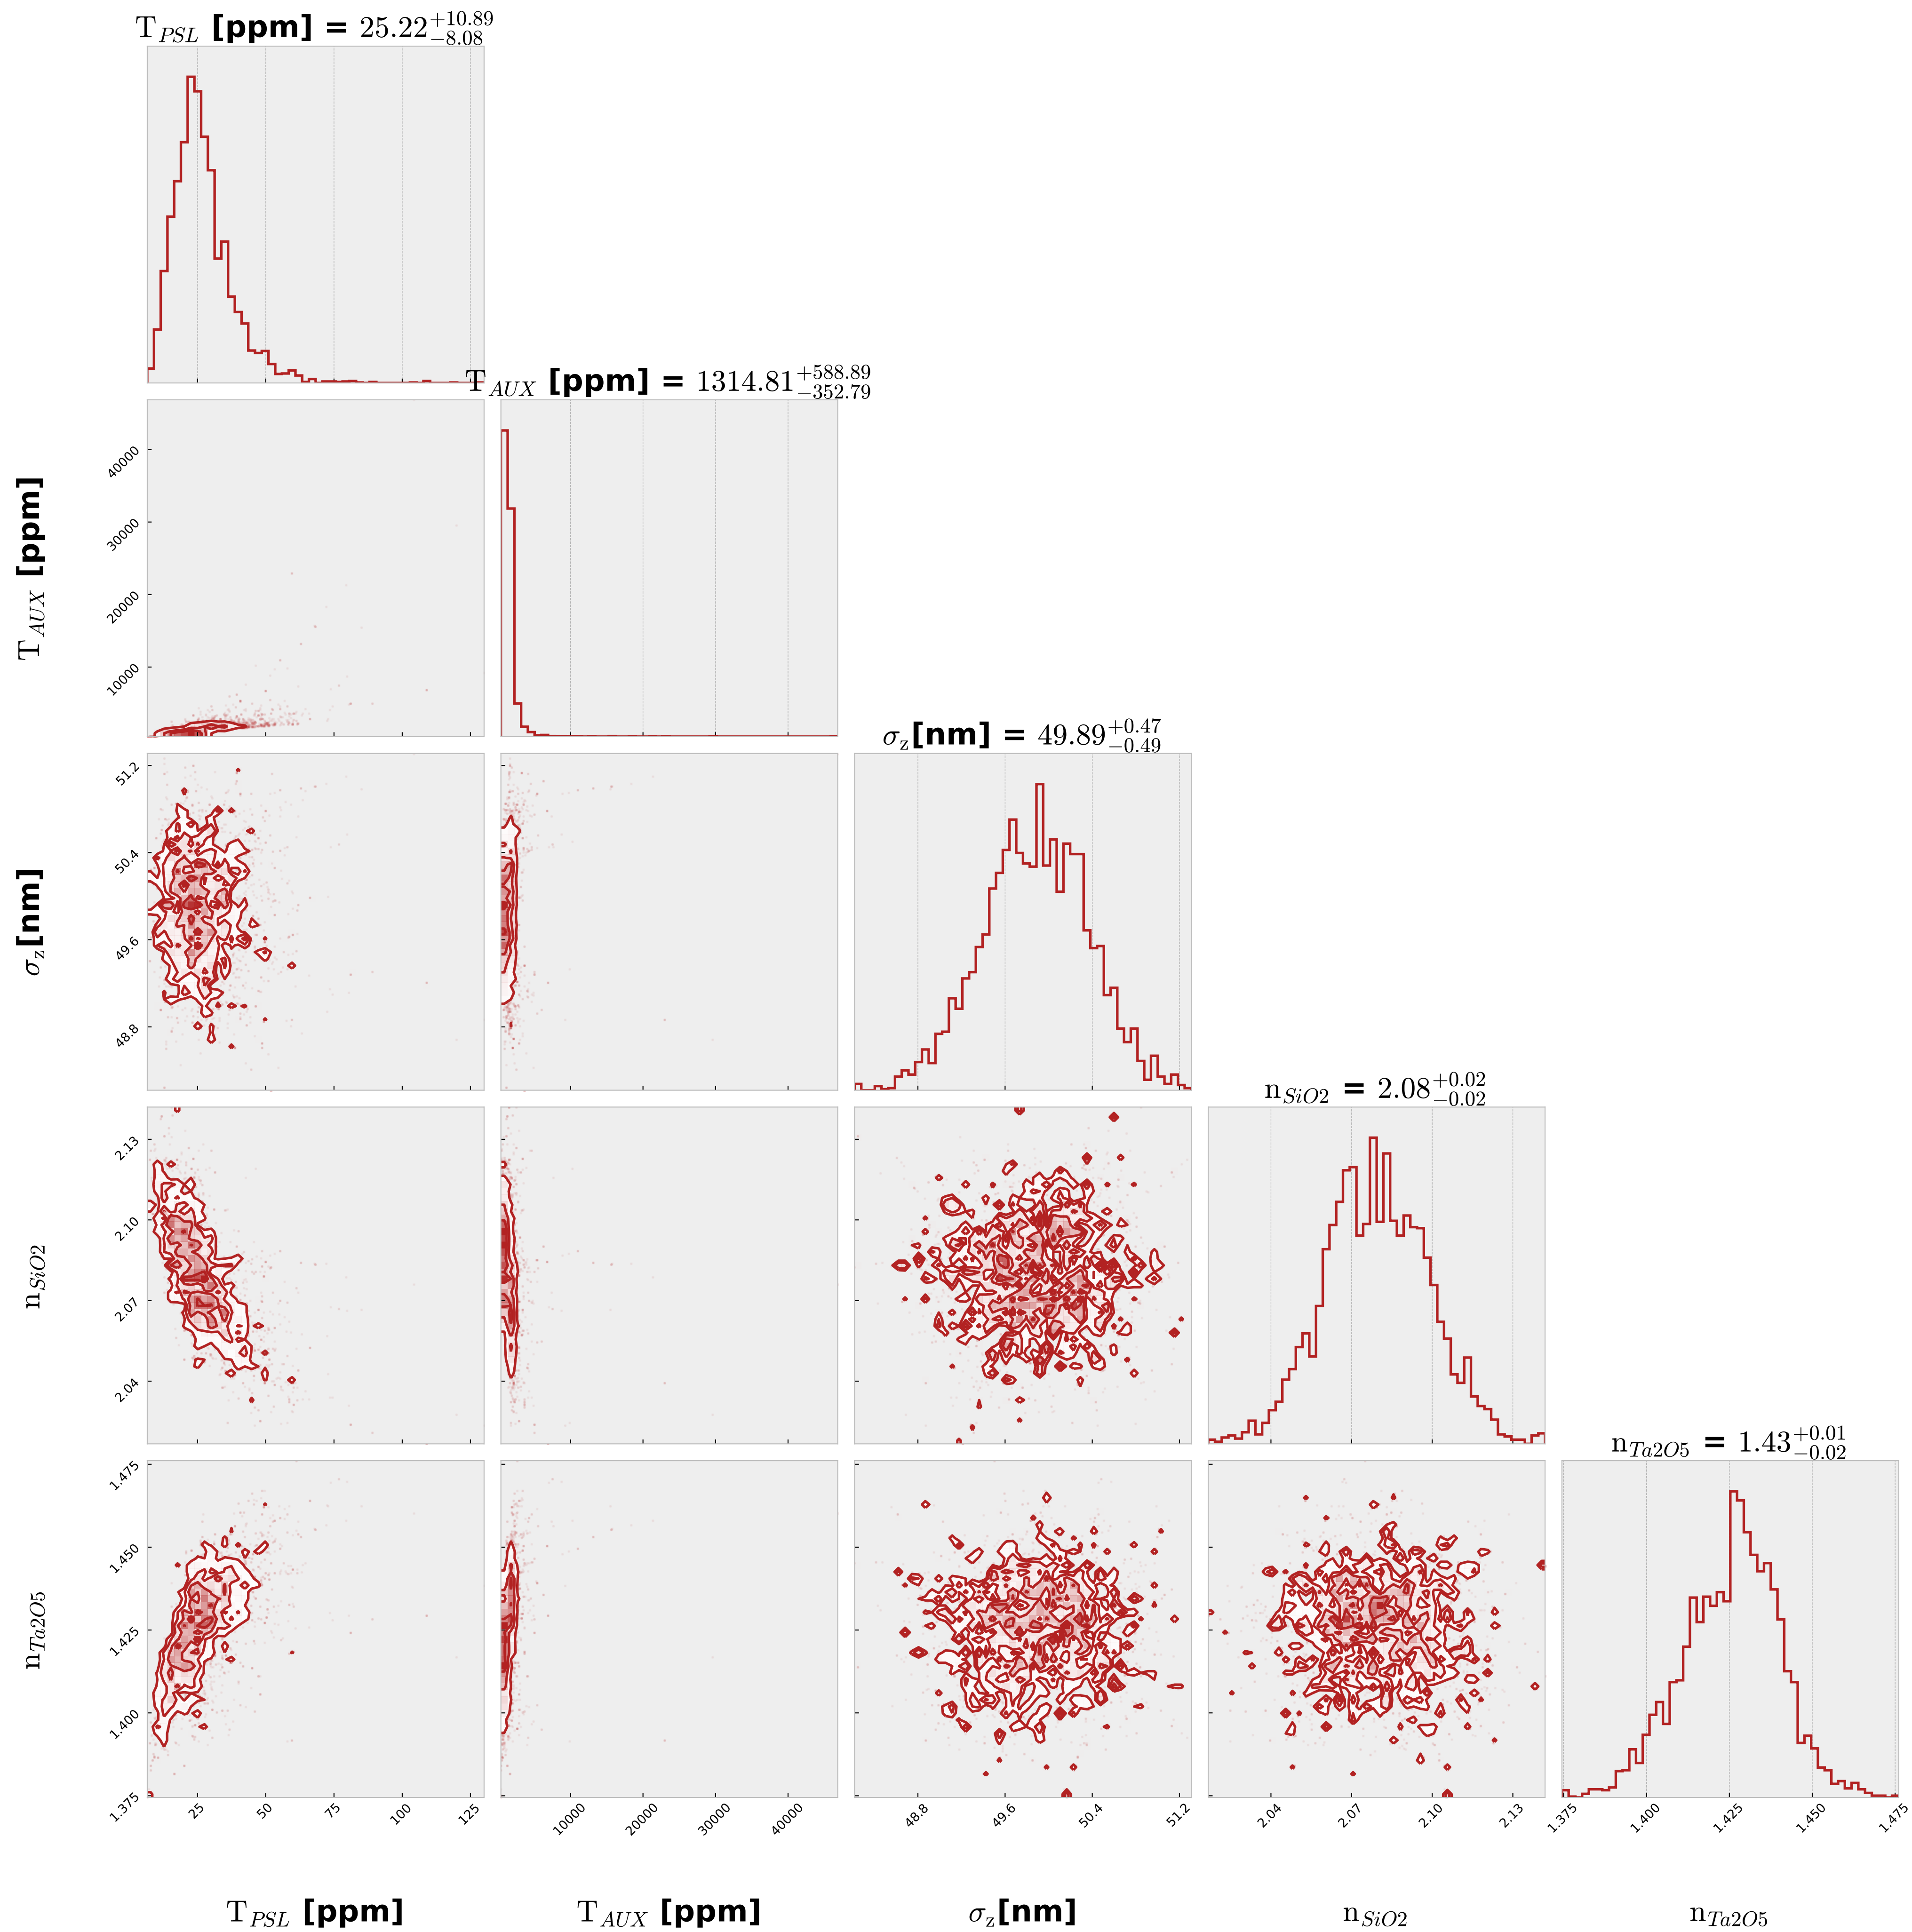 T_PSL [ppm] = 25.22^{+10.89}_{-8.08}
T_AUX [ppm] = 1314.81^{+588.89}_{-352.79}
T_AUX [ppm]
40000
30000
20000
10000
σ_z[nm] = 49.89^{+0.47}_{-0.49}
σ_z[nm]
51.2
50.4
49.6
48.8
n_SiO2 = 2.08^{+0.02}_{-0.02}
n_SiO2
2.13
2.10
2.07
2.04
n_Ta2O5 = 1.43^{+0.01}_{-0.02}
n_Ta2O5
1.475
1.450
1.425
1.400
1.375
25 50 75 100 125
10000 20000 30000 40000
48.8 49.6 50.4 51.2
2.04 2.07 2.10 2.13
1.375 1.400 1.425 1.450 1.475
T_PSL [ppm]
T_AUX [ppm]
σ_z[nm]
n_SiO2
n_Ta2O5